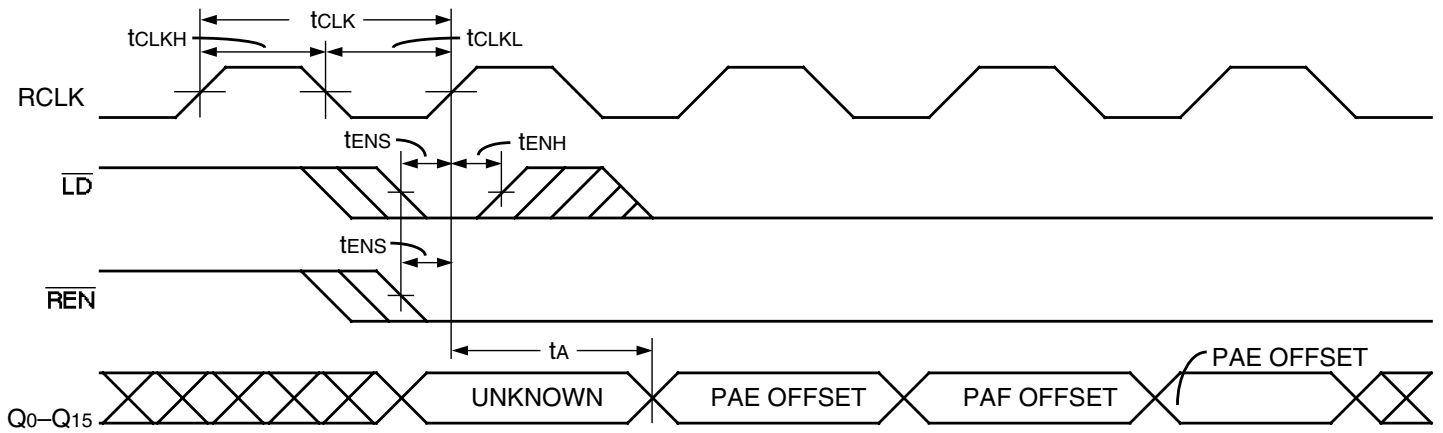 tCLK
tCLKH
tCLKL
RCLK
tENS
tENH
LD
tENS
REN
tA
PAE OFFSET
UNKNOWN
PAE OFFSET
PAF OFFSET
Q0–Q15